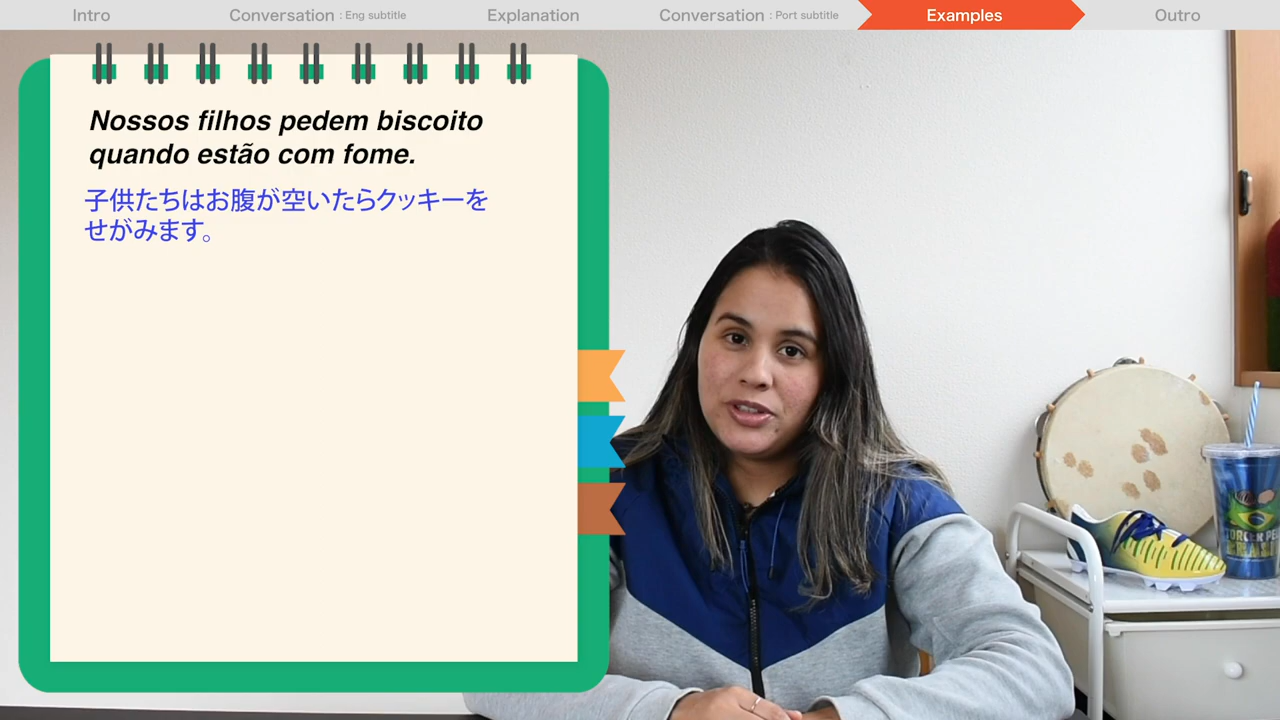 Intro
Conversation : Eng subtitle
Explanation
Conversation : Port subtitle
Examples
Outro
Nossos filhos pedem biscoito
quando estão com fome.
子供たちはお腹が空いたらクッキーを
せがみます。